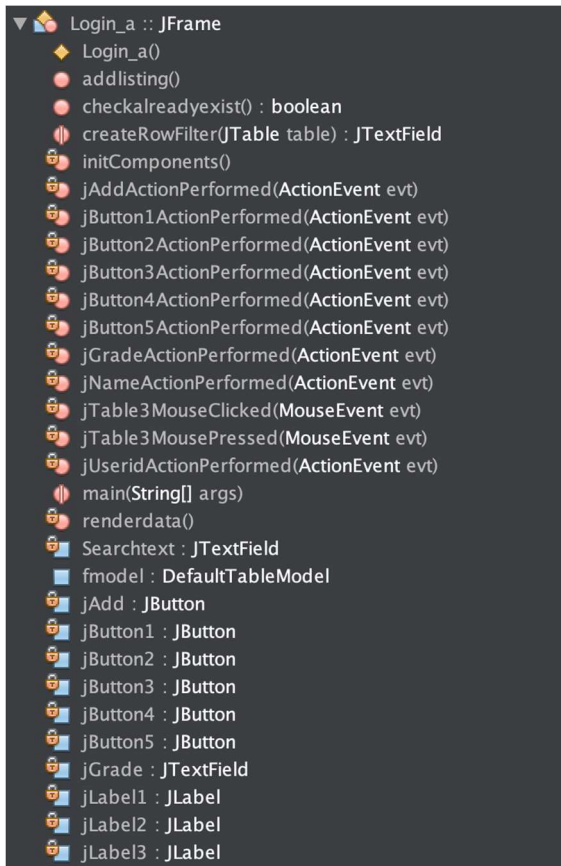 Login_a :: JFrame
Login_a()
addlisting()
checkalreadyexist() : boolean
createRowFilter(JTable table) : JTextField
initComponents()
jAddActionPerformed(ActionEvent evt)
jButton1ActionPerformed(ActionEvent evt)
jButton2ActionPerformed(ActionEvent evt)
jButton3ActionPerformed(ActionEvent evt)
jButton4ActionPerformed(ActionEvent evt)
jButton5ActionPerformed(ActionEvent evt)
jGradeActionPerformed(ActionEvent evt)
jNameActionPerformed(ActionEvent evt)
jTable3MouseClicked(MouseEvent evt)
jTable3MousePressed(MouseEvent evt)
jUseridActionPerformed(ActionEvent evt)
main(String[] args)
renderdata()
Searchtext : JTextField
fmodel : DefaultTableModel
jAdd : JButton
jButton1 : JButton
jButton2 : JButton
jButton3 : JButton
jButton4 : JButton
jButton5 : JButton
jGrade : JTextField
jLabel1 : JLabel
jLabel2 : JLabel
jLabel3 : JLabel